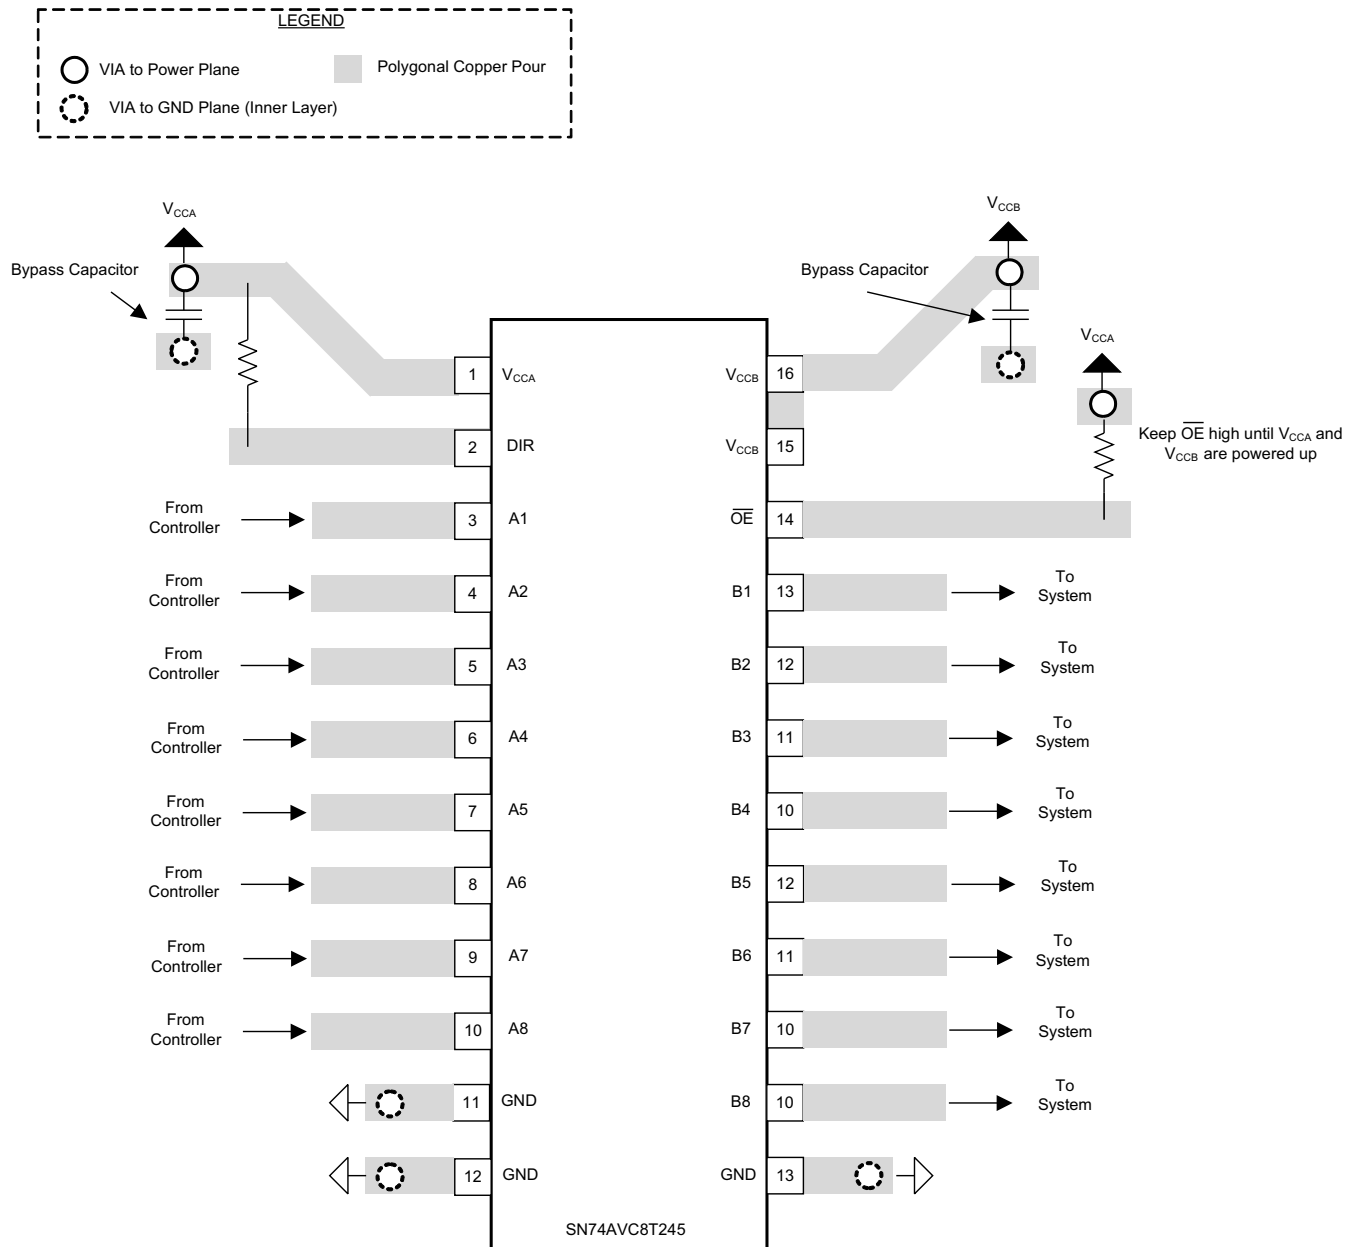 LEGEND
VIA to Power Plane
Polygonal Copper Pour
VIA to GND Plane (Inner Layer)
VCCA
VCCB
Bypass Capacitor
Bypass Capacitor
VCCA
Keep OE high until VCCA and
VCCB are powered up
1 VCCA
VCCB 16
2 DIR
VCCB 15
From
Controller
3 A1
OE 14
From
Controller
4 A2
B1 13
To
System
From
Controller
5 A3
B2 12
To
System
From
Controller
6 A4
B3 11
To
System
From
Controller
7 A5
B4 10
To
System
From
Controller
8 A6
B5 12
To
System
From
Controller
9 A7
B6 11
To
System
From
Controller
10 A8
B7 10
To
System
11 GND
B8 10
To
System
12 GND
GND 13
SN74AVC8T245